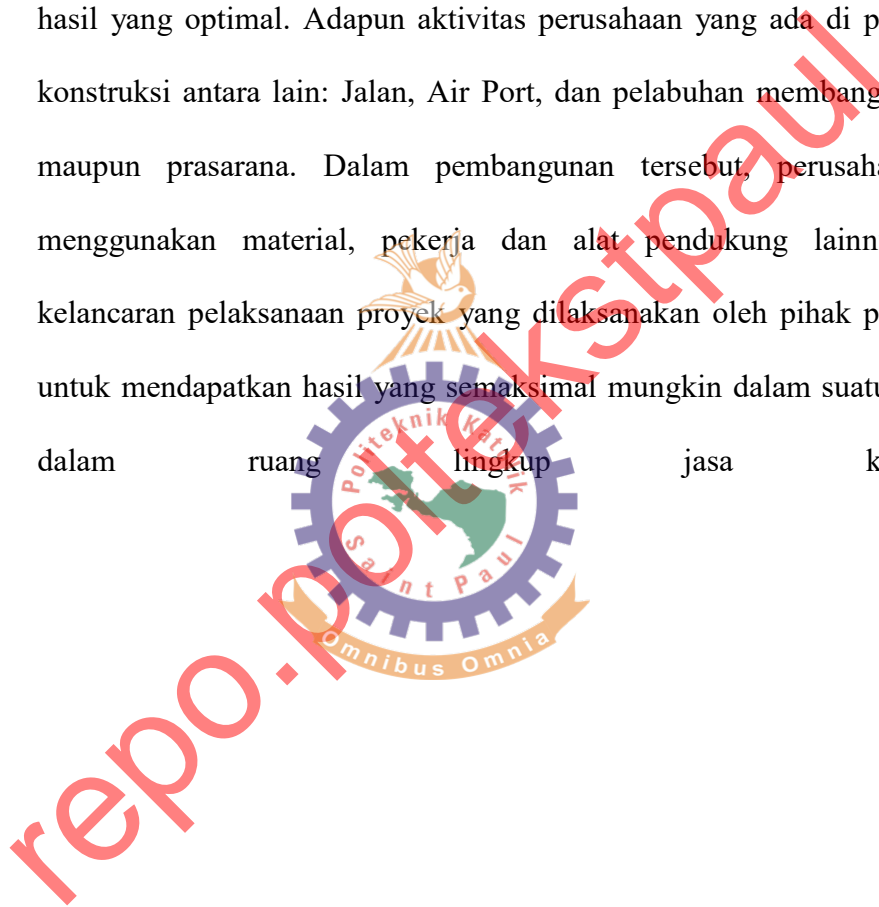 hasil yang optimal. Adapun aktivitas perusahaan yang ada di p
konstruksi antara lain: Jalan, Air Port, dan pelabuhan membang
maupun prasarana. Dalam pembangunan tersebut, perusaha
menggunakan material, pekerja dan alat pendukung lainn
kelancaran pelaksanaan proyek yang dilaksanakan oleh pihak p
untuk mendapatkan hasil yang semaksimal mungkin dalam suatu
dalam ruang lingkup jasa k
Politeknik Katolik
Saint Paul
Omnibus Omnia
repo.poltekstpaul